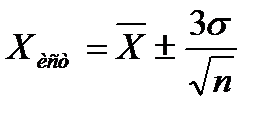 X_èñò = X̅ ± 3σ/√n